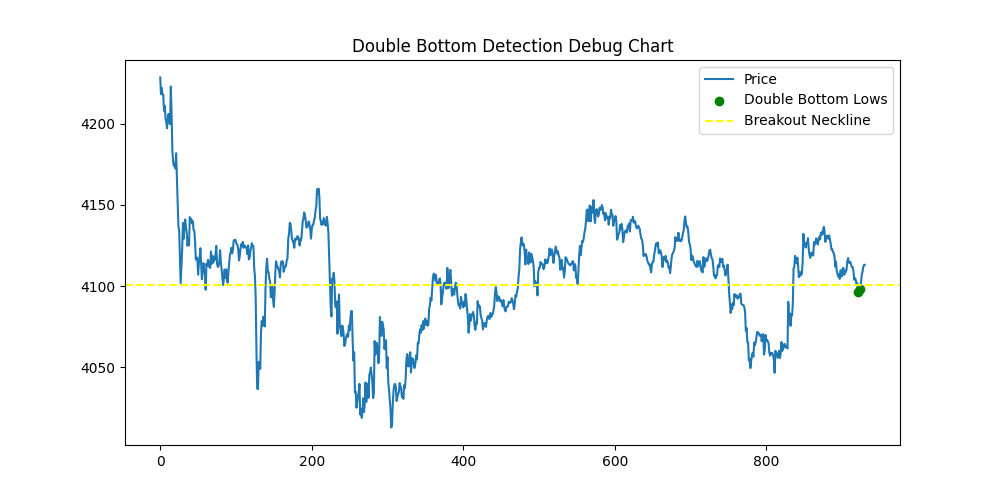 Double Bottom Detection Debug Chart
Price
Double Bottom Lows
Breakout Neckline
4200
4150
4100
4050
0 200 400 600 800